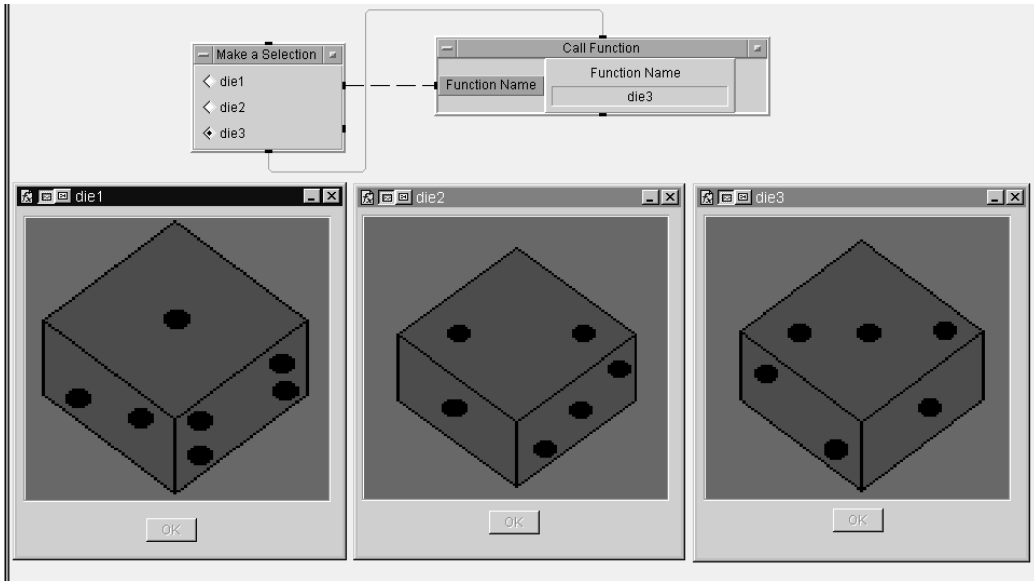 Make a Selection
die1
die2
die3
Call Function
Function Name
Function Name
die3
die1
die2
die3
OK
OK
OK